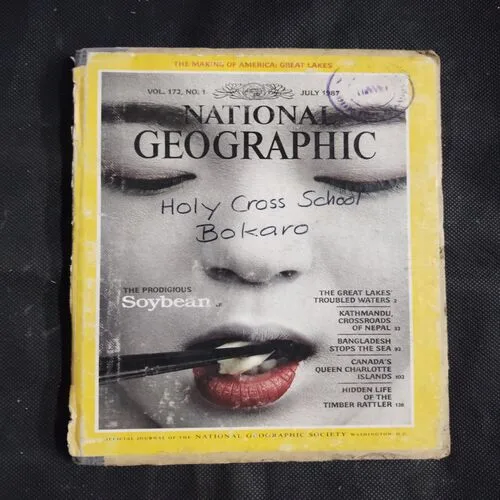 THE MAKING OF AMERICA: GREAT LAKES
VOL. 172, NO. 1
JULY 1987
NATIONAL
GEOGRAPHIC
Holy Cross School
Bokaro
THE PRODIGIOUS
Soybean
THE GREAT LAKES'
TROUBLED WATERS 2
KATHMANDU,
CROSSROADS
OF NEPAL 32
BANGLADESH
STOPS THE SEA 92
CANADA'S
QUEEN CHARLOTTE
ISLANDS 102
HIDDEN LIFE
OF THE
TIMBER RATTLER 128
OFFICIAL JOURNAL OF THE NATIONAL GEOGRAPHIC SOCIETY WASHINGTON, D.C.